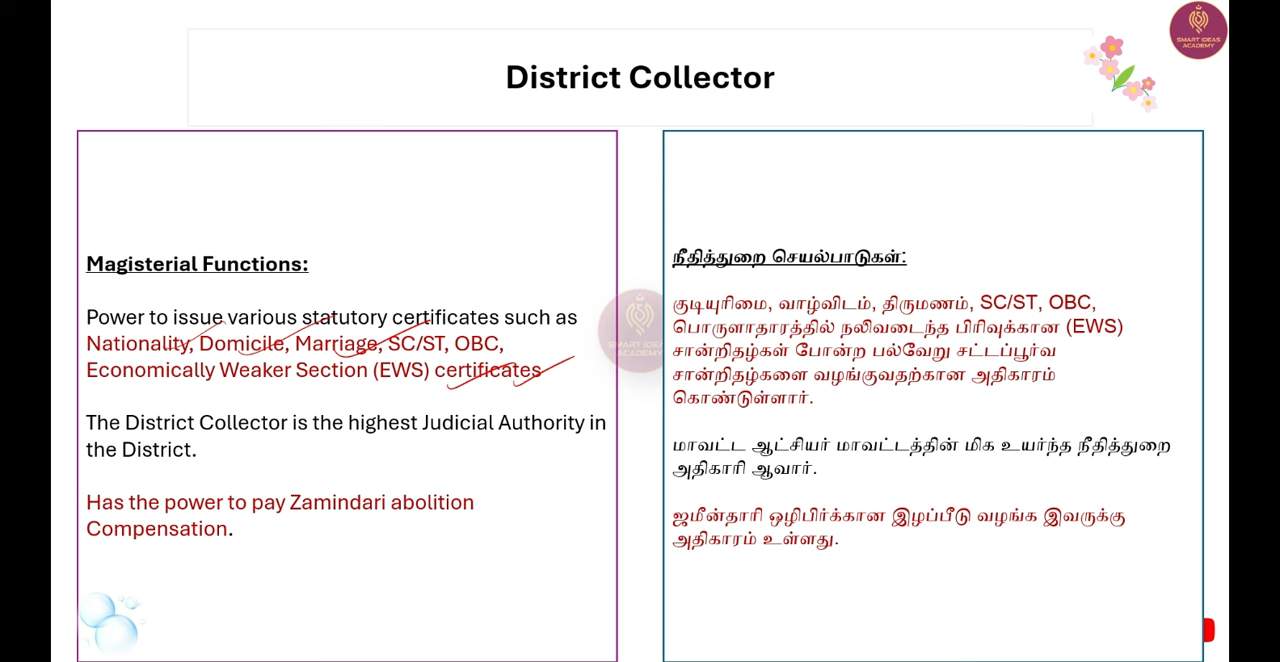 SMART IDEAS
ACADEMY
District Collector
Magisterial Functions:
Power to issue various statutory certificates such as
Nationality, Domicile, Marriage, SC/ST, OBC,
Economically Weaker Section (EWS) certificates
The District Collector is the highest Judicial Authority in
the District.
Has the power to pay Zamindari abolition
Compensation.
SMART IDEAS
ACADEMY
நீதித்துறை செயல்பாடுகள்:
குடியுரிமை, வாழ்விடம், திருமணம், SC/ST, OBC,
பொருளாதாரத்தில் நலிவடைந்த பிரிவுக்கான (EWS)
சான்றிதழ்கள் போன்ற பல்வேறு சட்டப்பூர்வ
சான்றிதழ்களை வழங்குவதற்கான அதிகாரம்
கொண்டுள்ளார்.
மாவட்ட ஆட்சியர் மாவட்டத்தின் மிக உயர்ந்த நீதித்துறை
அதிகாரி ஆவார்.
ஜமீன்தாரி ஒழிபிர்க்கான இழப்பீடு வழங்க இவருக்கு
அதிகாரம் உள்ளது.